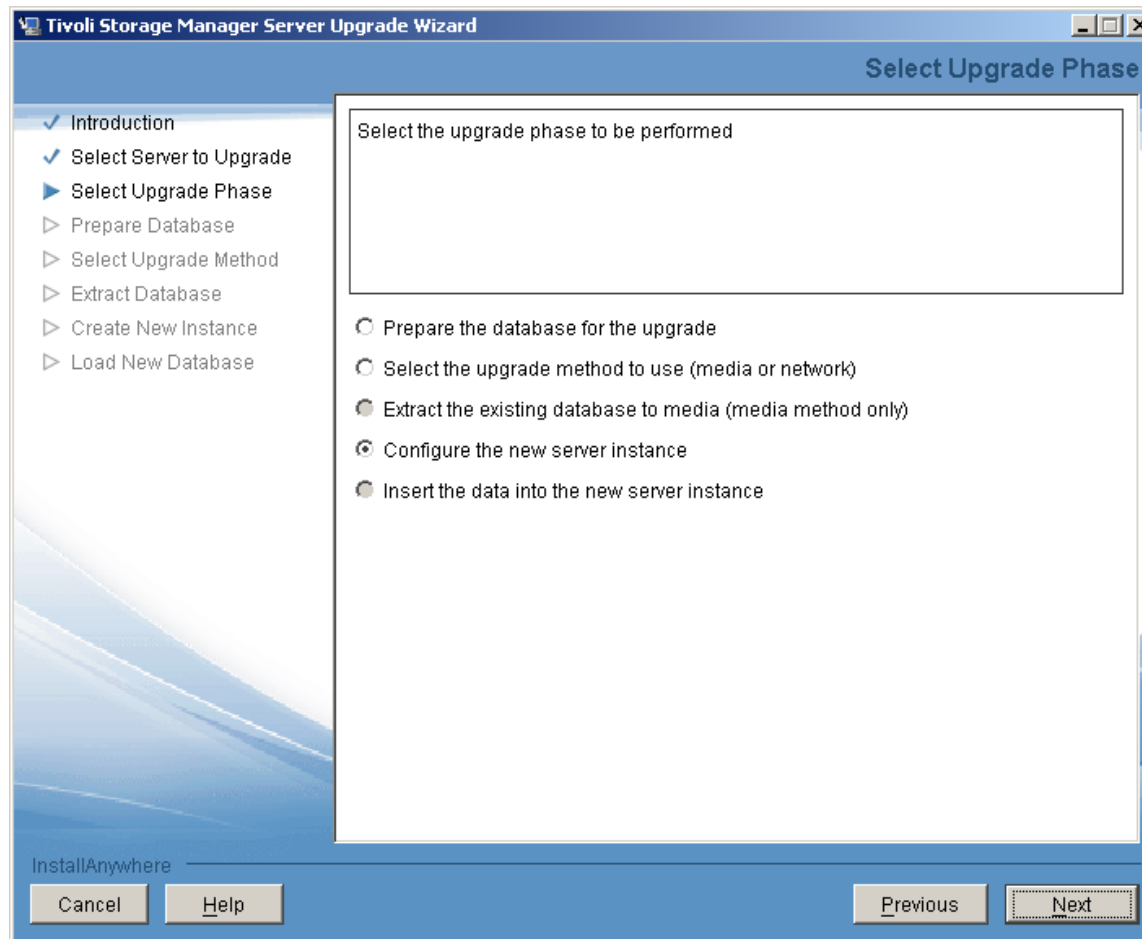 Tivoli Storage Manager Server Upgrade Wizard
Select Upgrade Phase
Introduction
Select Server to Upgrade
Select Upgrade Phase
Prepare Database
Select Upgrade Method
Extract Database
Create New Instance
Load New Database
Select the upgrade phase to be performed
Prepare the database for the upgrade
Select the upgrade method to use (media or network)
Extract the existing database to media (media method only)
Configure the new server instance
Insert the data into the new server instance
InstallAnywhere
Cancel
Help
Previous
Next